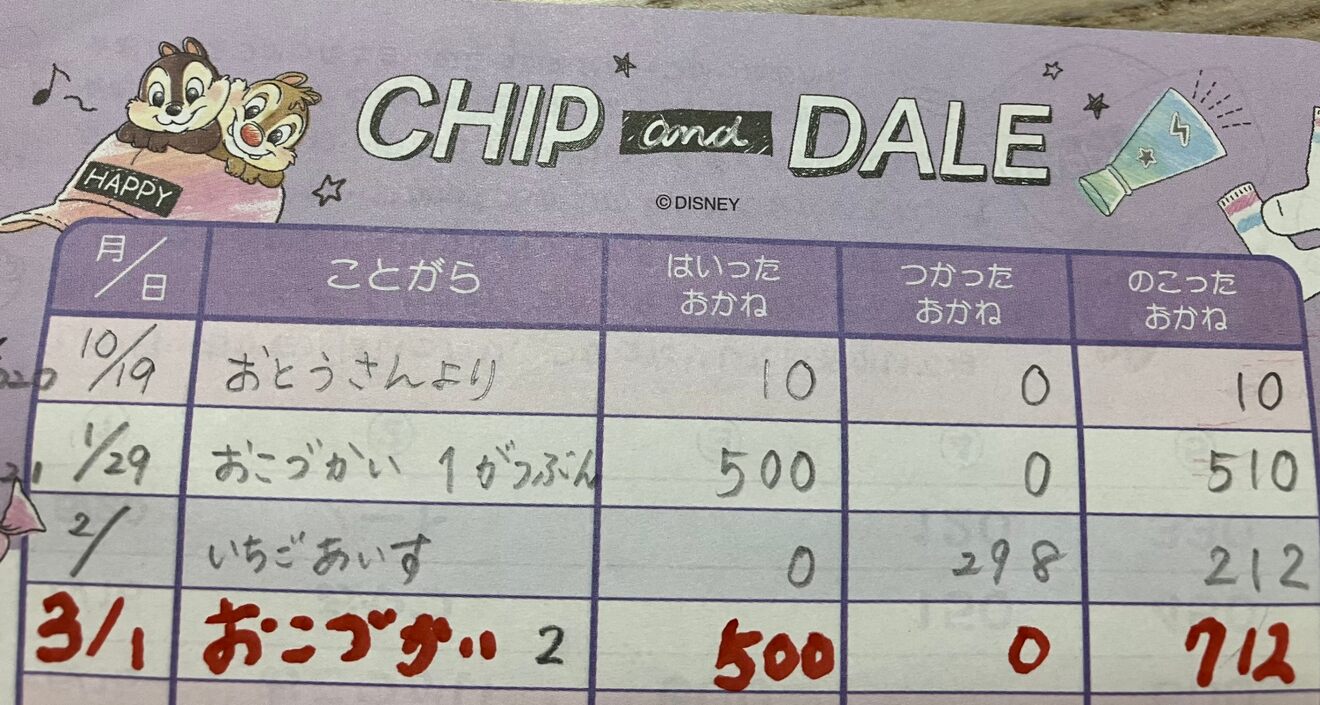 CHIP and DALE
HAPPY
©DISNEY
月/日 ことがら はいったおかね つかったおかね のこったおかね
10/19 おとうさんより 10 0 10
1/29 おこづかい 1がつぶん 500 0 510
2/ いちごあいす 0 298 212
3/1 おこづかい 2 500 0 712